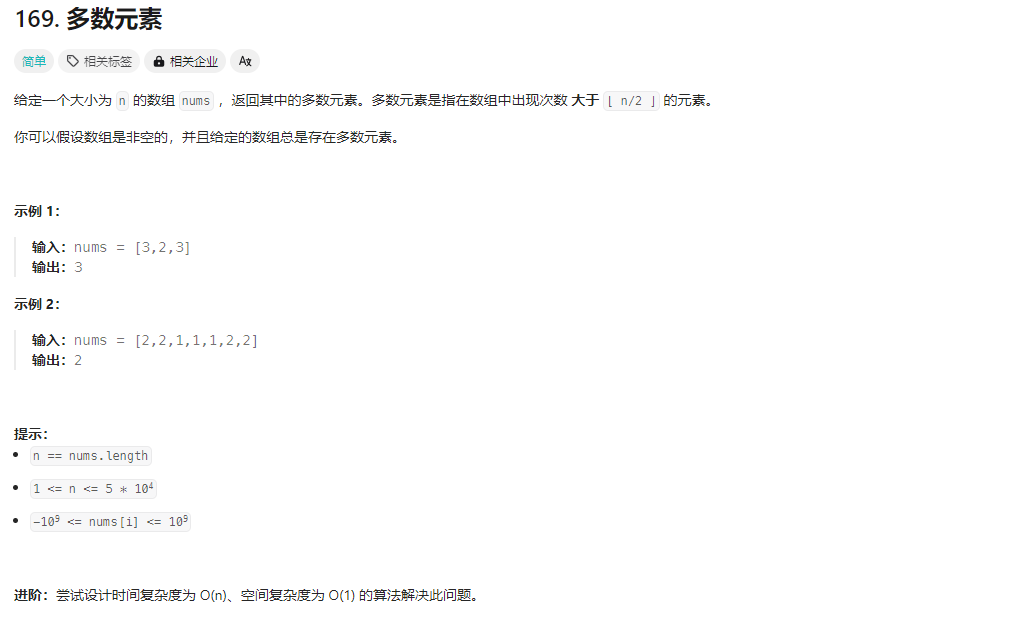 169. 多数元素
简单 相关标签 相关企业 Aあ
给定一个大小为 n 的数组 nums ，返回其中的多数元素。多数元素是指在数组中出现次数 大于 ⌊ n/2 ⌋ 的元素。
你可以假设数组是非空的，并且给定的数组总是存在多数元素。
示例 1：
输入：nums = [3,2,3]
输出：3
示例 2：
输入：nums = [2,2,1,1,1,2,2]
输出：2
提示：
n == nums.length
1 <= n <= 5 * 10⁴
-10⁹ <= nums[i] <= 10⁹
进阶：尝试设计时间复杂度为 O(n)、空间复杂度为 O(1) 的算法解决此问题。